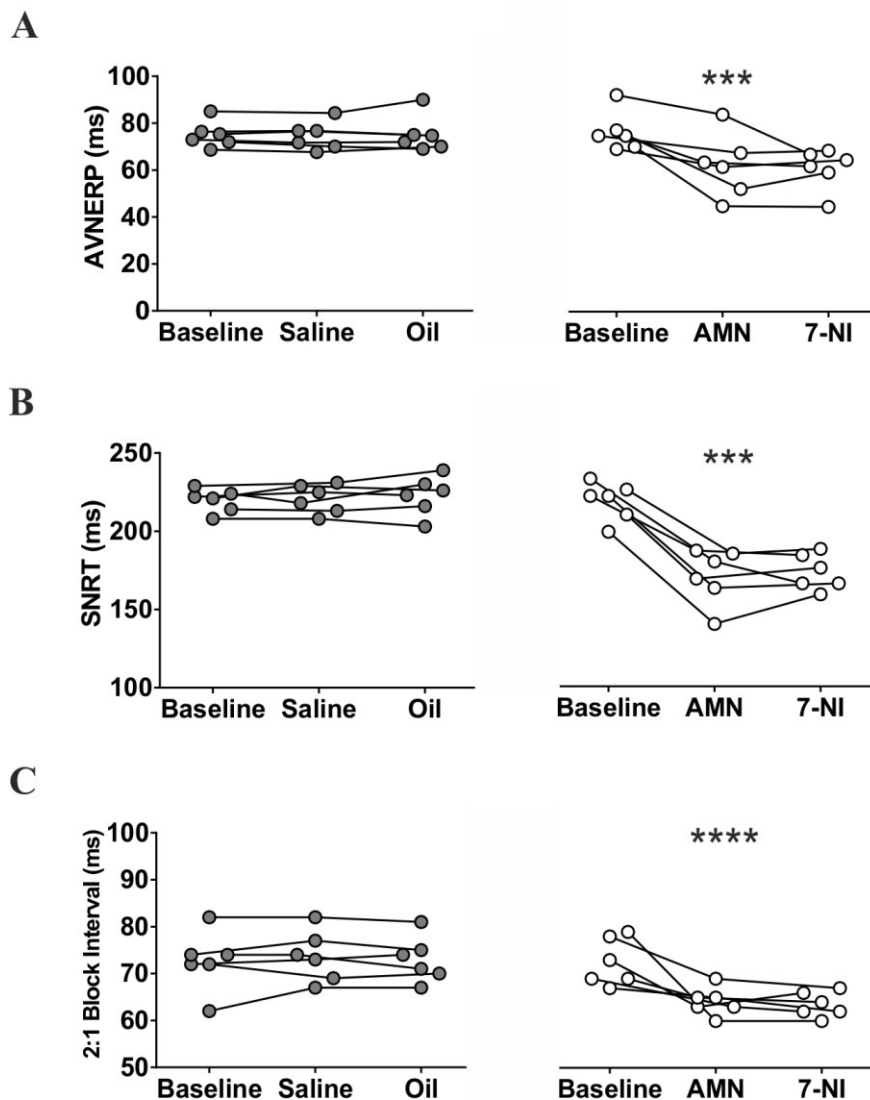 A
AVNERP (ms)
100
80
60
40
20
0
Baseline Saline Oil
***
Baseline AMN 7-NI
B
SNRT (ms)
250
200
150
100
Baseline Saline Oil
***
Baseline AMN 7-NI
C
2:1 Block Interval (ms)
100
90
80
70
60
50
Baseline Saline Oil
****
Baseline AMN 7-NI